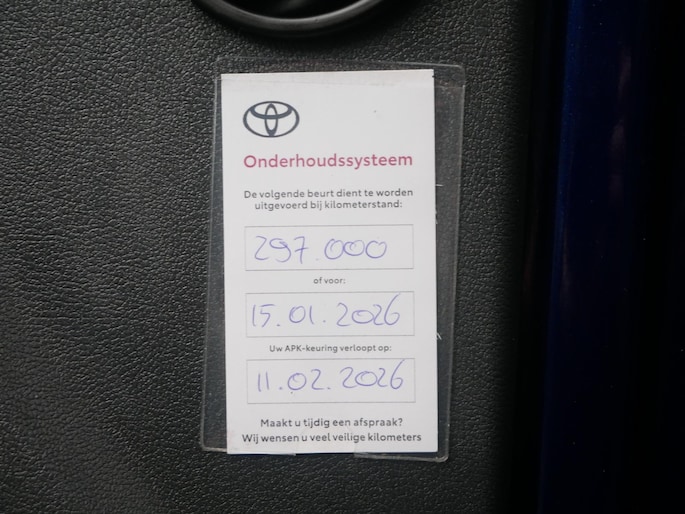 Onderhoudssysteem
De volgende beurt dient te worden
uitgevoerd bij kilometerstand:
297.000
of voor:
15.01.2026
Uw APK-keuring verloopt op:
11.02.2026
Maakt u tijdig een afspraak?
Wij wensen u veel veilige kilometers